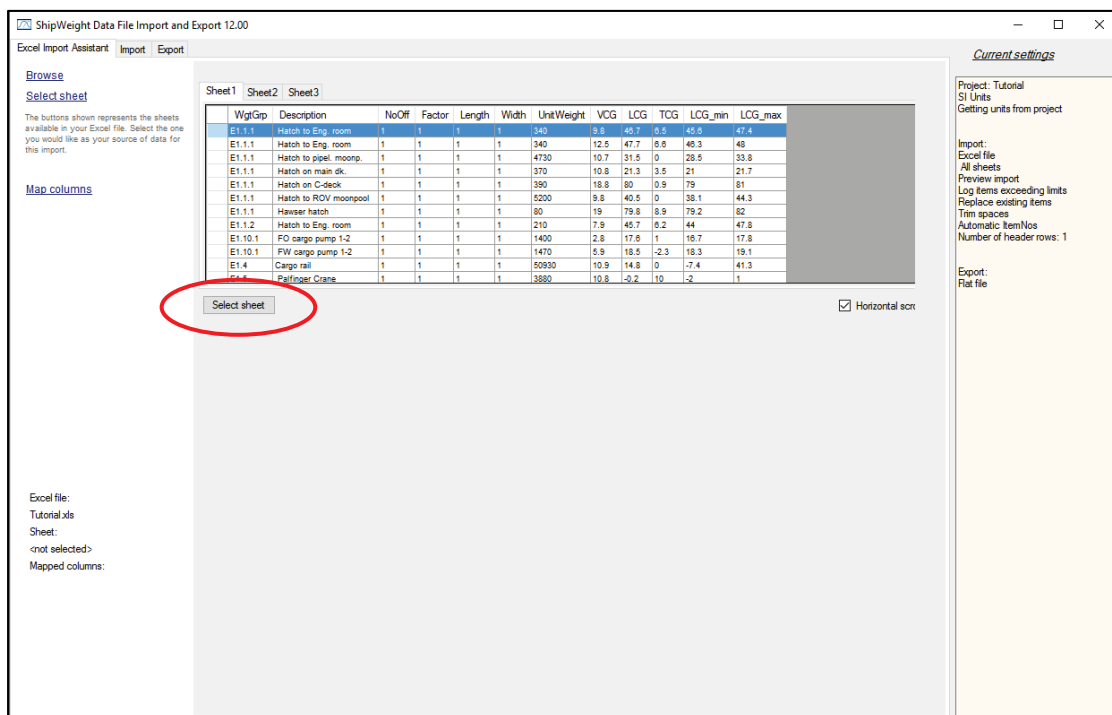 ShipWeight Data File Import and Export 12.00
Excel Import Assistant Import Export
Current settings
Browse
Select sheet
The buttons shown represents the sheets
available in your Excel file. Select the one
you would like as your source of data for
this import.
Map columns
Sheet1 Sheet2 Sheet3
WgtGrp Description NoOff Factor Length Width UnitWeight VCG LCG TCG LCG_min LCG_max
E1.1.1 Hatch to Eng. room 1 1 1 1 340 9.8 46.7 6.5 45.6 47.4
E1.1.1 Hatch to Eng. room 1 1 1 1 340 12.5 47.7 6.6 46.3 48
E1.1.1 Hatch to pipel. moonp. 1 1 1 1 4730 10.7 31.5 0 28.5 33.8
E1.1.1 Hatch on main dk. 1 1 1 1 370 10.8 21.3 3.5 21 21.7
E1.1.1 Hatch on C-deck 1 1 1 1 390 18.8 80 0.9 79 81
E1.1.1 Hatch to ROV moonpool 1 1 1 1 5200 9.8 40.5 0 38.1 44.3
E1.1.1 Hawser hatch 1 1 1 1 80 19 79.8 8.9 79.2 82
E1.1.2 Hatch to Eng. room 1 1 1 1 210 7.9 45.7 6.2 44 47.8
E1.10.1 FO cargo pump 1-2 1 1 1 1 1400 2.8 17.6 1 16.7 17.8
E1.10.1 FW cargo pump 1-2 1 1 1 1 1470 5.9 18.5 -2.3 18.3 19.1
E1.4 Cargo rail 1 1 1 1 50930 10.9 14.8 0 -7.4 41.3
E1.5 Palfinger Crane 1 1 1 1 3880 10.8 -0.2 10 -2 1
Select sheet
Horizontal scro
Excel file:
Tutorial.xls
Sheet:
<not selected>
Mapped columns:
Project: Tutorial
SI Units
Getting units from project
Import:
Excel file
All sheets
Preview import
Log items exceeding limits
Replace existing items
Trim spaces
Automatic ItemNos
Number of header rows: 1
Export:
Flat file